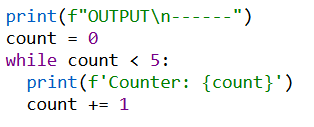 print(f"OUTPUT\n------")
count = 0
while count < 5:
  print(f'Counter: {count}')
  count += 1